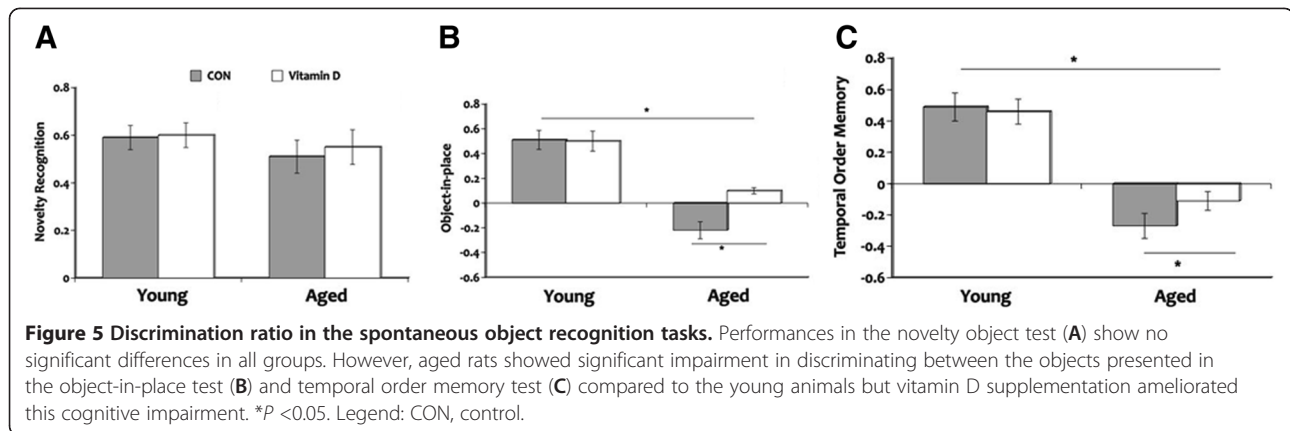 A
B
C
CON
Vitamin D
Novelty Recognition
0.8
0.6
0.4
0.2
0
Young
Aged
Object-in-place
0.8
0.6
0.4
0.2
0
-0.2
-0.4
-0.6
*
*
Young
Aged
Temporal Order Memory
0.8
0.6
0.4
0.2
0
-0.2
-0.4
-0.6
*
*
Young
Aged
Figure 5 Discrimination ratio in the spontaneous object recognition tasks. Performances in the novelty object test (A) show no
significant differences in all groups. However, aged rats showed significant impairment in discriminating between the objects presented in
the object-in-place test (B) and temporal order memory test (C) compared to the young animals but vitamin D supplementation ameliorated
this cognitive impairment. *P <0.05. Legend: CON, control.